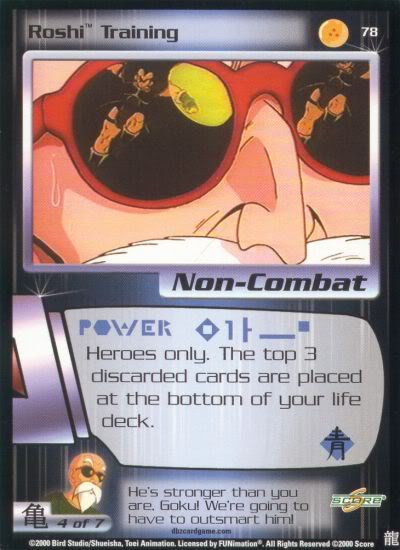 Roshi™ Training
78
Non-Combat
POWER
Heroes only. The top 3
discarded cards are placed
at the bottom of your life
deck.
青
He's stronger than you
are, Goku! We're going to
have to outsmart him!
亀 4 of 7
dbzcardgame.com
SCORE
©2000 Bird Studio/Shueisha, Toei Animation. Licensed by FUNimation®. All Rights Reserved ©2000 Score
龍